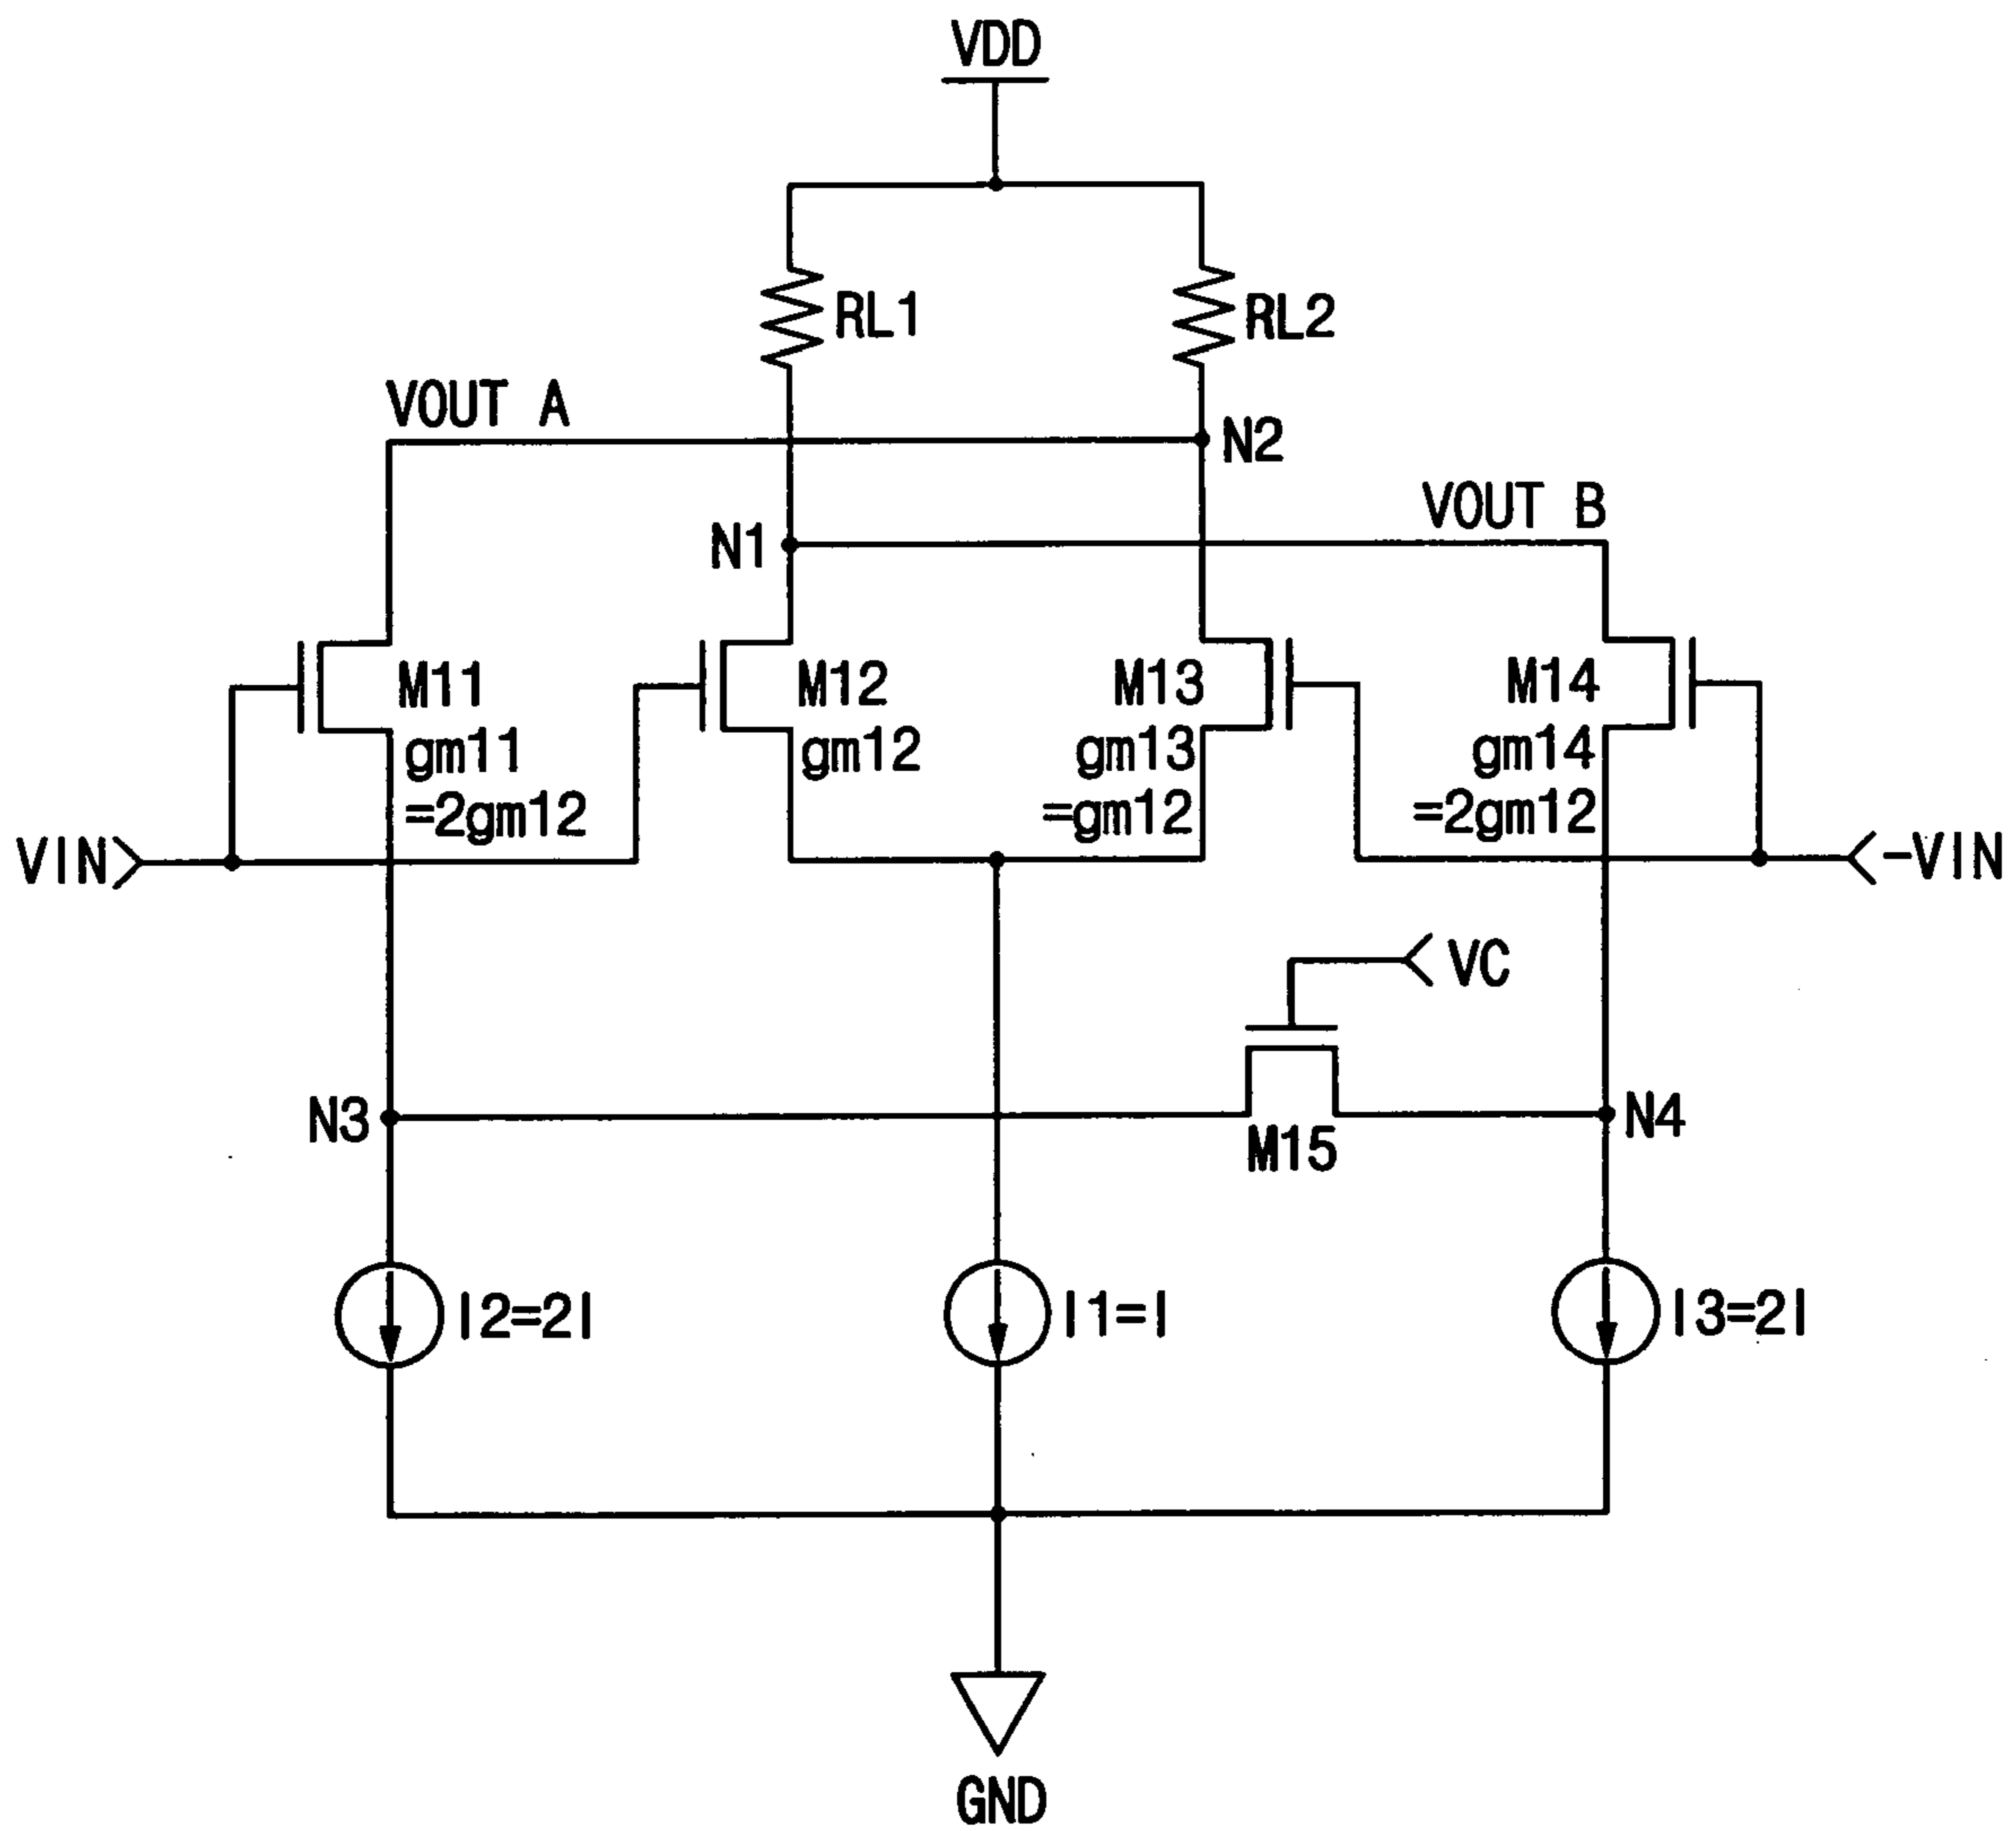 VDD
RL1
RL2
VOUT A
N2
VOUT B
N1
M11
gm11
=2gm12
M12
gm12
M13
gm13
=gm12
M14
gm14
=2gm12
VIN
-VIN
VC
N3
M15
N4
I2=2I
I1=I
I3=2I
GND